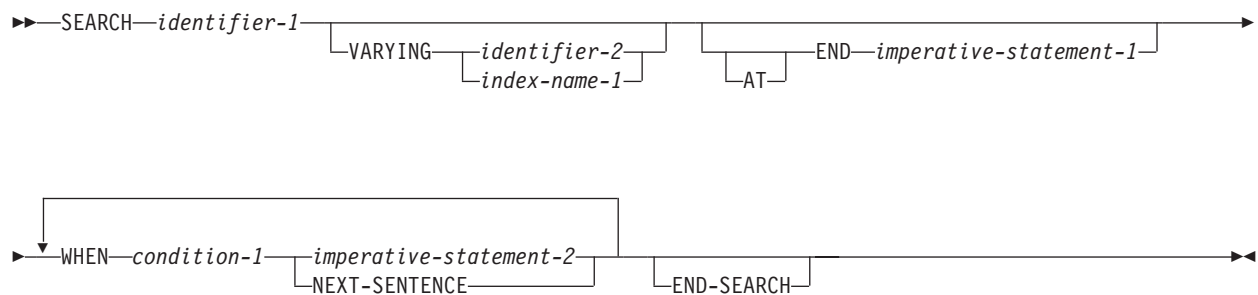 SEARCH identifier-1
VARYING identifier-2
index-name-1
AT END imperative-statement-1
WHEN condition-1 imperative-statement-2
NEXT-SENTENCE
END-SEARCH